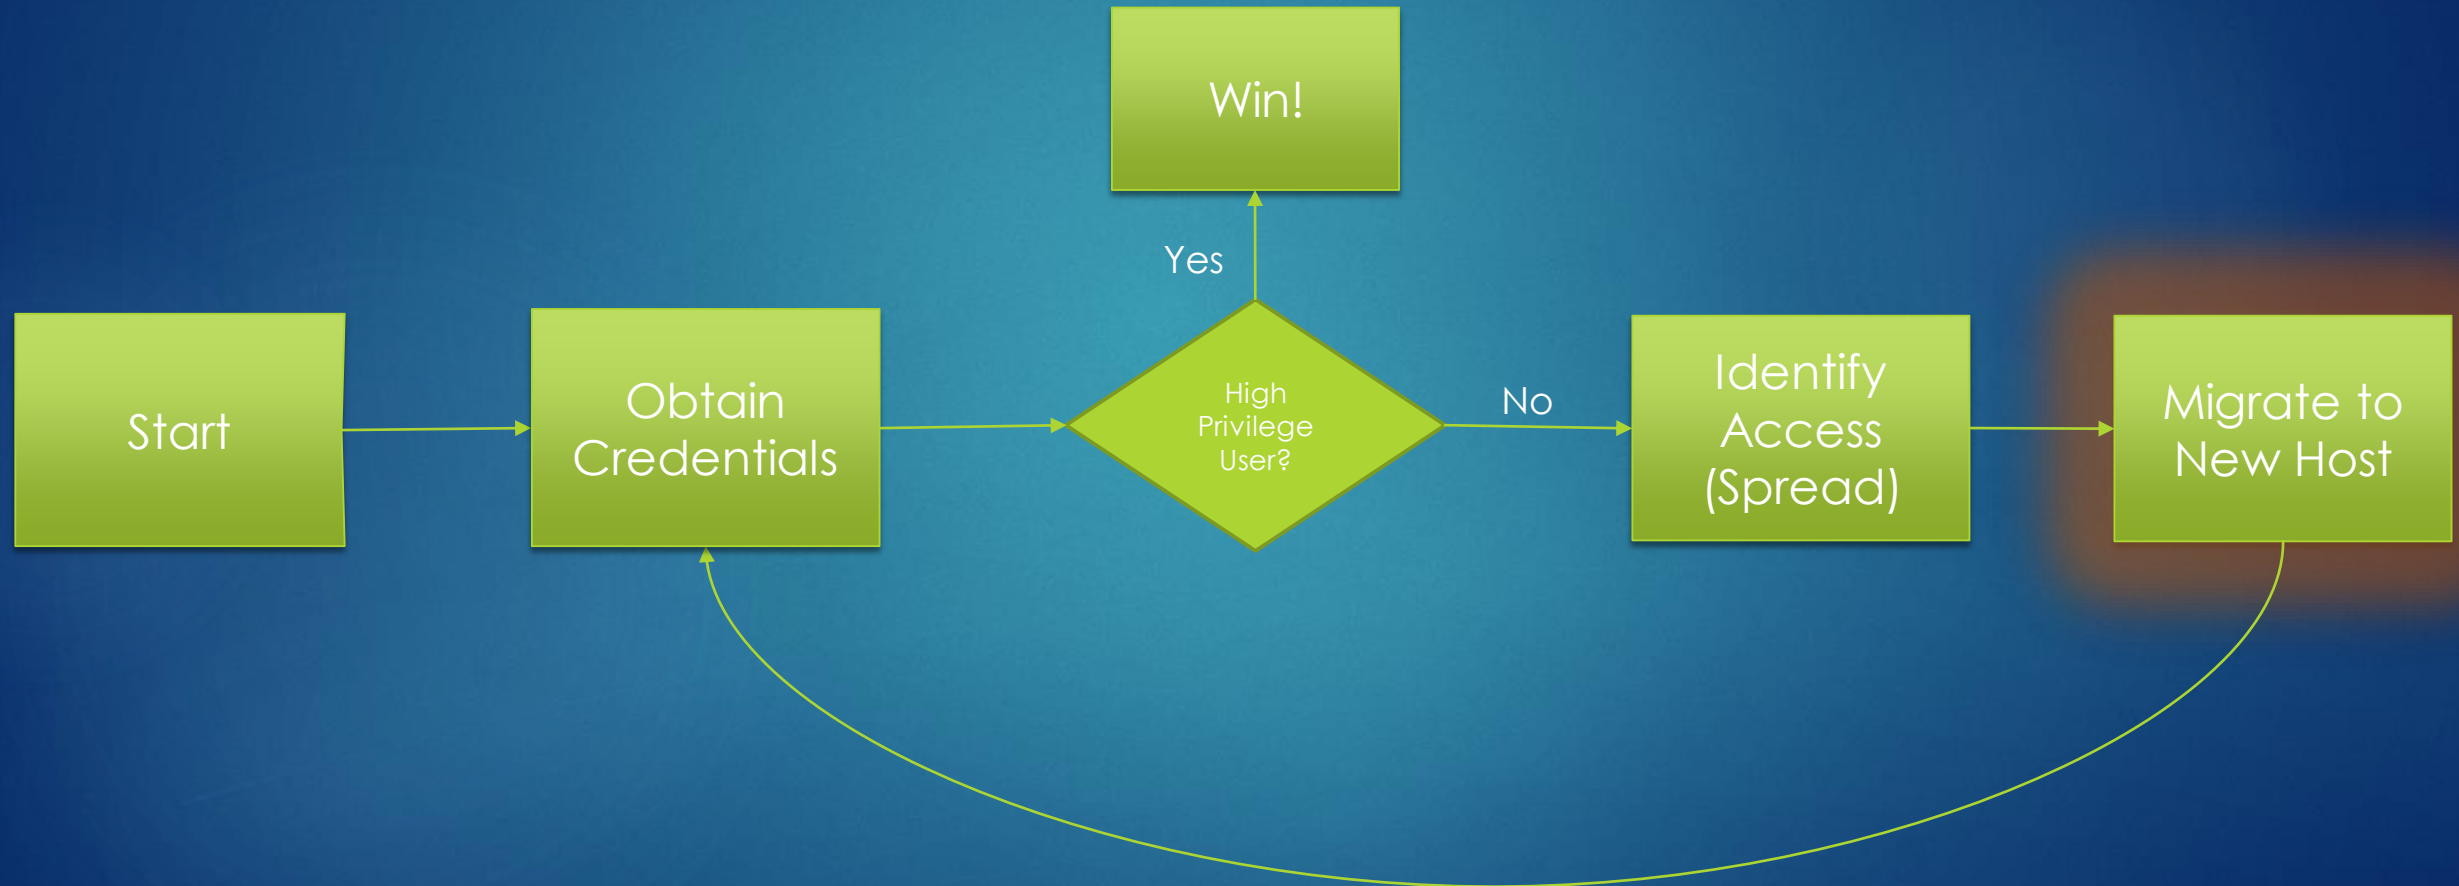 Win!
Yes
Start
Obtain
Credentials
High
Privilege
User?
No
Identify
Access
(Spread)
Migrate to
New Host